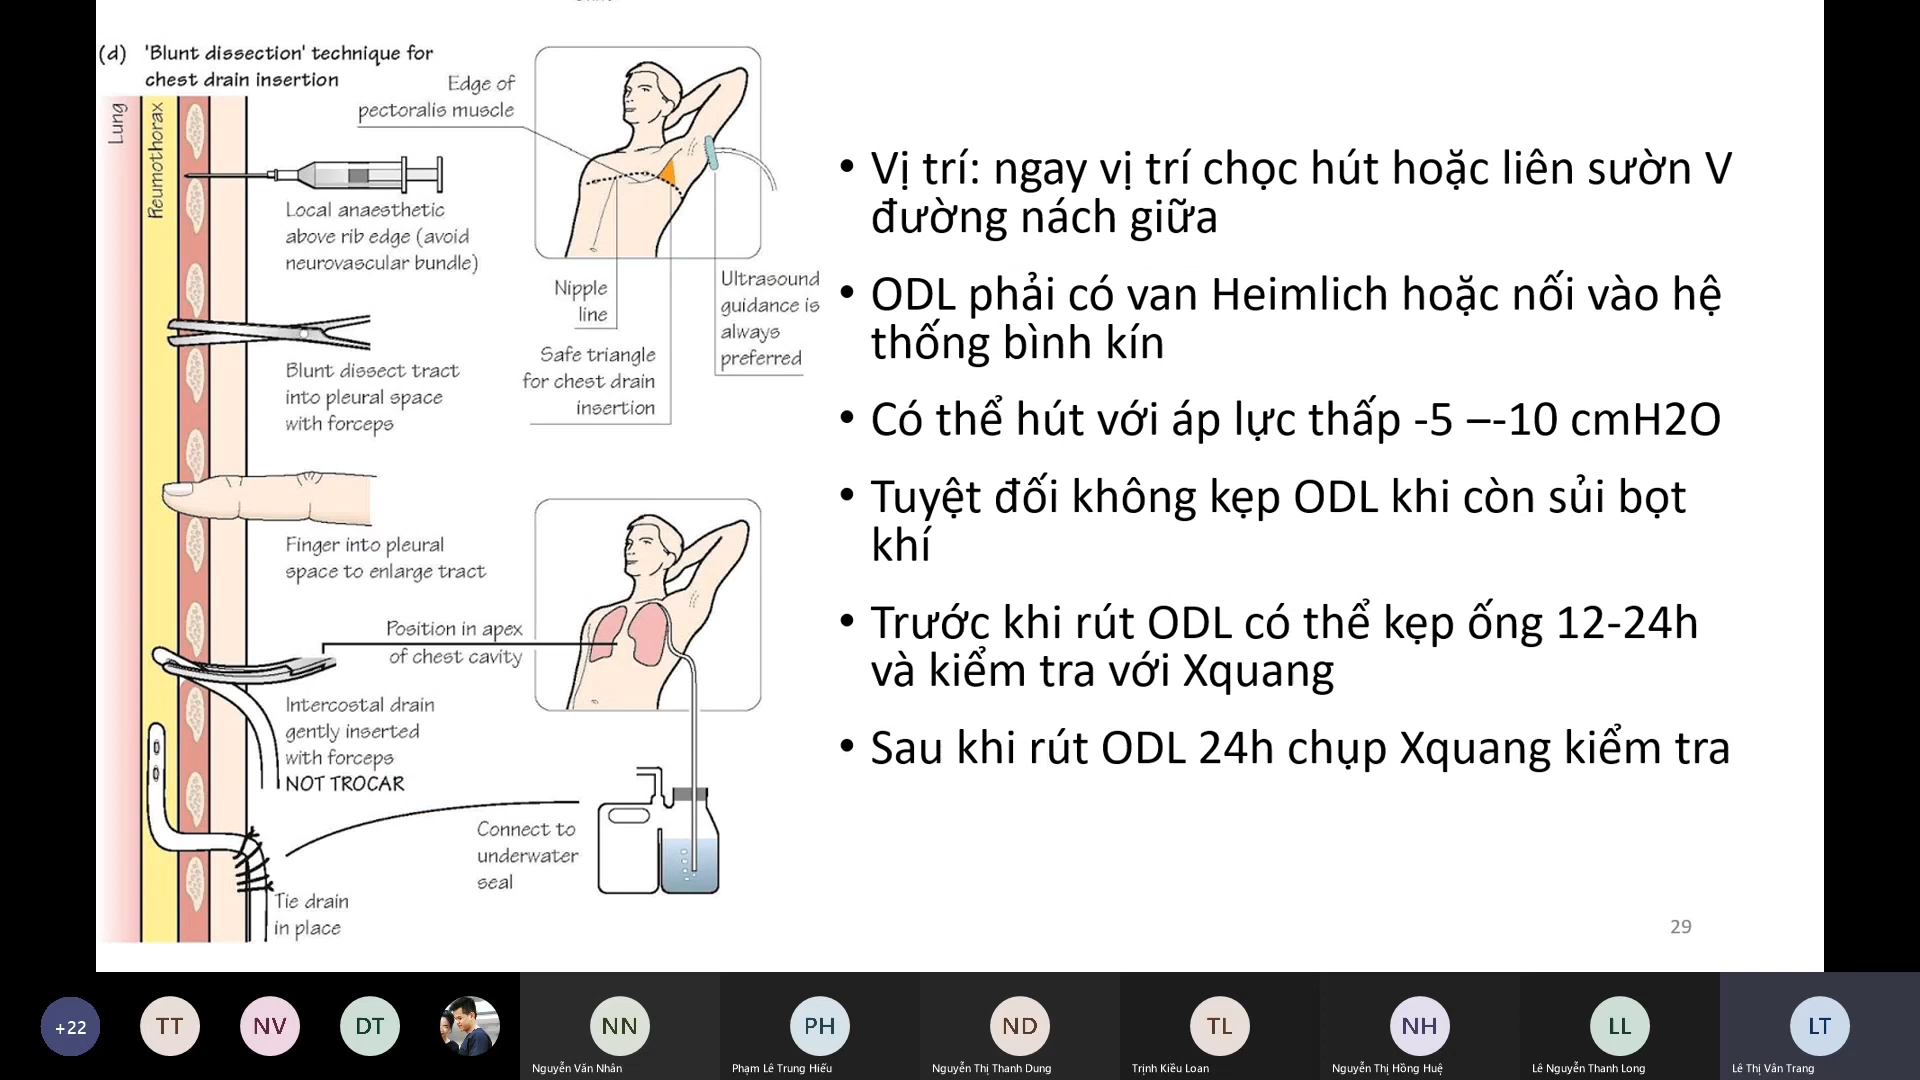 (d) 'Blunt dissection' technique for
chest drain insertion
Lung
Pneumothorax
Edge of
pectoralis muscle
Local anaesthetic
above rib edge (avoid
neurovascular bundle)
Nipple
line
Ultrasound
guidance is
always
preferred
Safe triangle
for chest drain
insertion
Blunt dissect tract
into pleural space
with forceps
Finger into pleural
space to enlarge tract
Position in apex
of chest cavity
Intercostal drain
gently inserted
with forceps
NOT TROCAR
Connect to
underwater
seal
Tie drain
in place
• Vị trí: ngay vị trí chọc hút hoặc liên sườn V
đường nách giữa
• ODL phải có van Heimlich hoặc nối vào hệ
thống bình kín
• Có thể hút với áp lực thấp -5 –-10 cmH2O
• Tuyệt đối không kẹp ODL khi còn sủi bọt
khí
• Trước khi rút ODL có thể kẹp ống 12-24h
và kiểm tra với Xquang
• Sau khi rút ODL 24h chụp Xquang kiểm tra
29
+22
TT
NV
DT
NN
PH
ND
TL
NH
LL
LT
Nguyễn Văn Nhân
Phạm Lê Trung Hiếu
Nguyễn Thị Thanh Dung
Trịnh Kiều Loan
Nguyễn Thị Hồng Huệ
Lê Nguyễn Thanh Long
Lê Thị Vân Trang